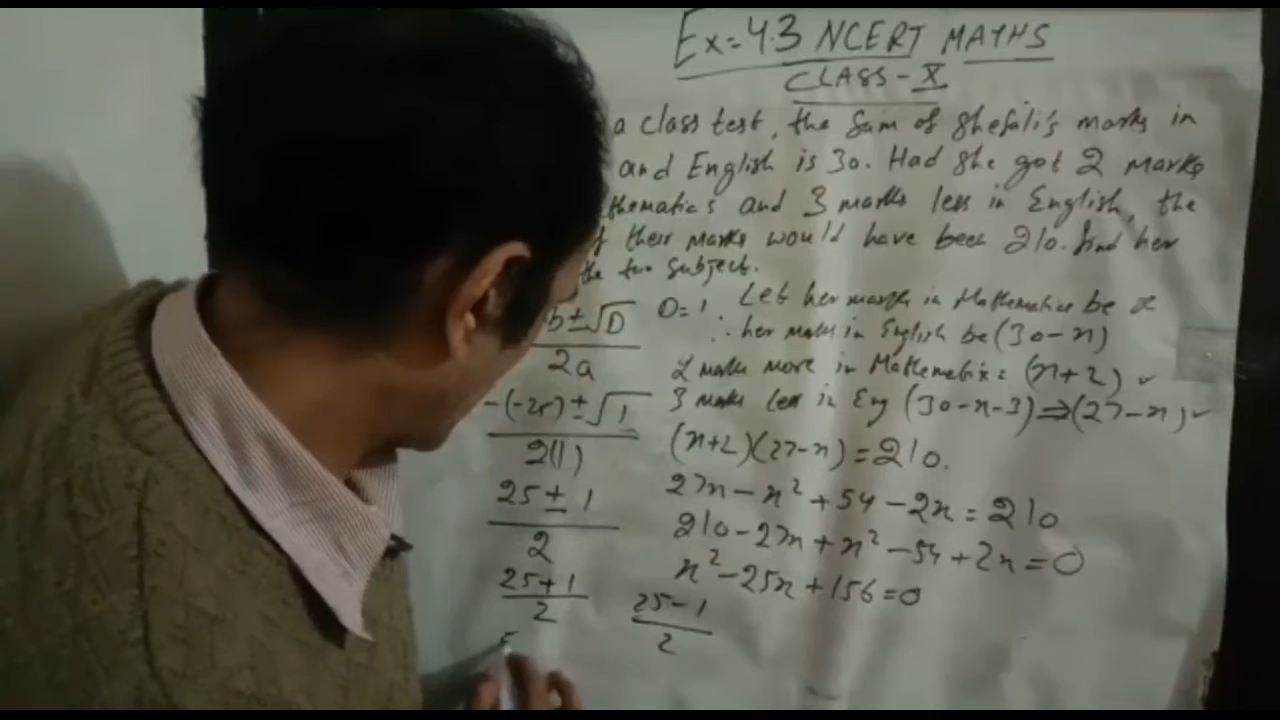 Ex=4.3 NCERT MATHS
CLASS-X
a class test, the Sum of Shefali's marks in
and English is 30. Had She got 2 marks
thematics and 3 marks less in English, the
f their marks would have been 210. find her
the two Subject.
b±√D D=1 Let her marks in Mathematics be x
2a ∴ her marks in English be (30-x)
2 marks more in Mathematics = (x+2) ✓
-(-25)±√1 3 marks less in Eng (30-x-3)⇒(27-x) ✓
2(1) (x+2)(27-x)=210.
25±1 27x-x²+54-2x=210
2 210-27x+x²-54+2x=0
25+1 x²-25x+156=0
2 25-1
2